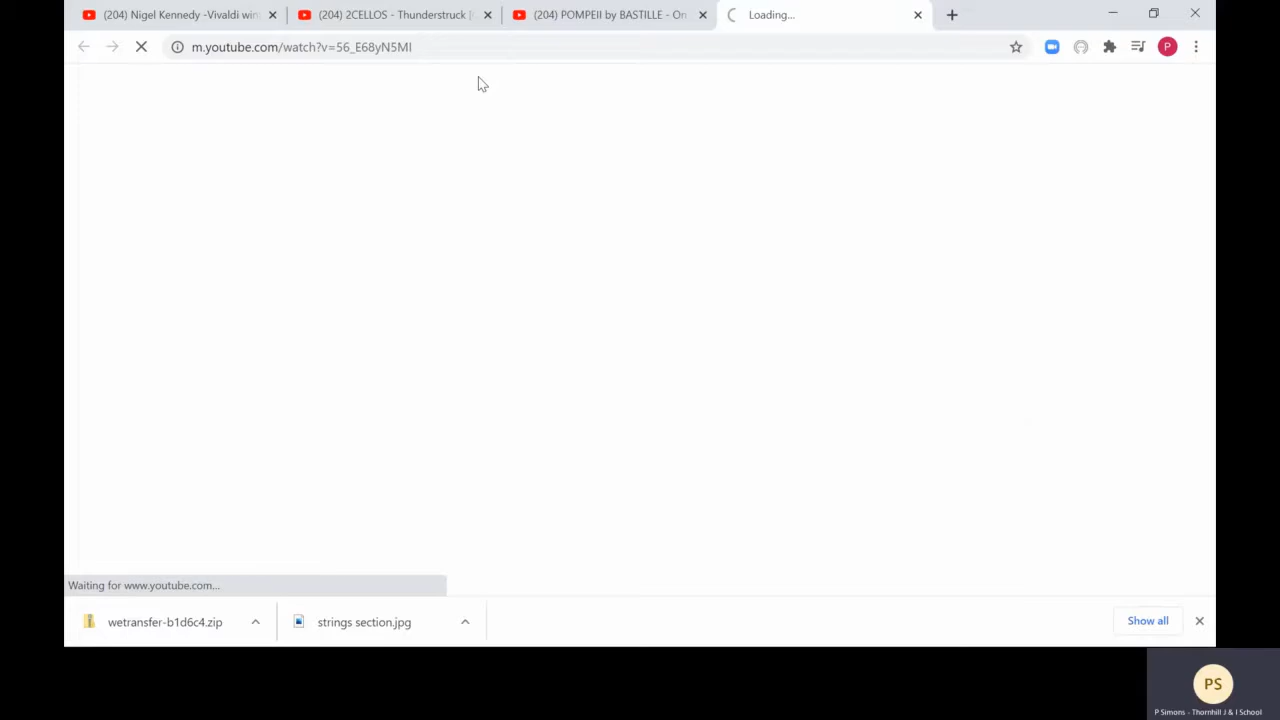 (204) Nigel Kennedy -Vivaldi win
(204) 2CELLOS - Thunderstruck [
(204) POMPEII by BASTILLE - On
Loading...
m.youtube.com/watch?v=56_E68yN5MI
P
Waiting for www.youtube.com...
wetransfer-b1d6c4.zip
strings section.jpg
Show all
PS
P Simons - Thornhill J & I School